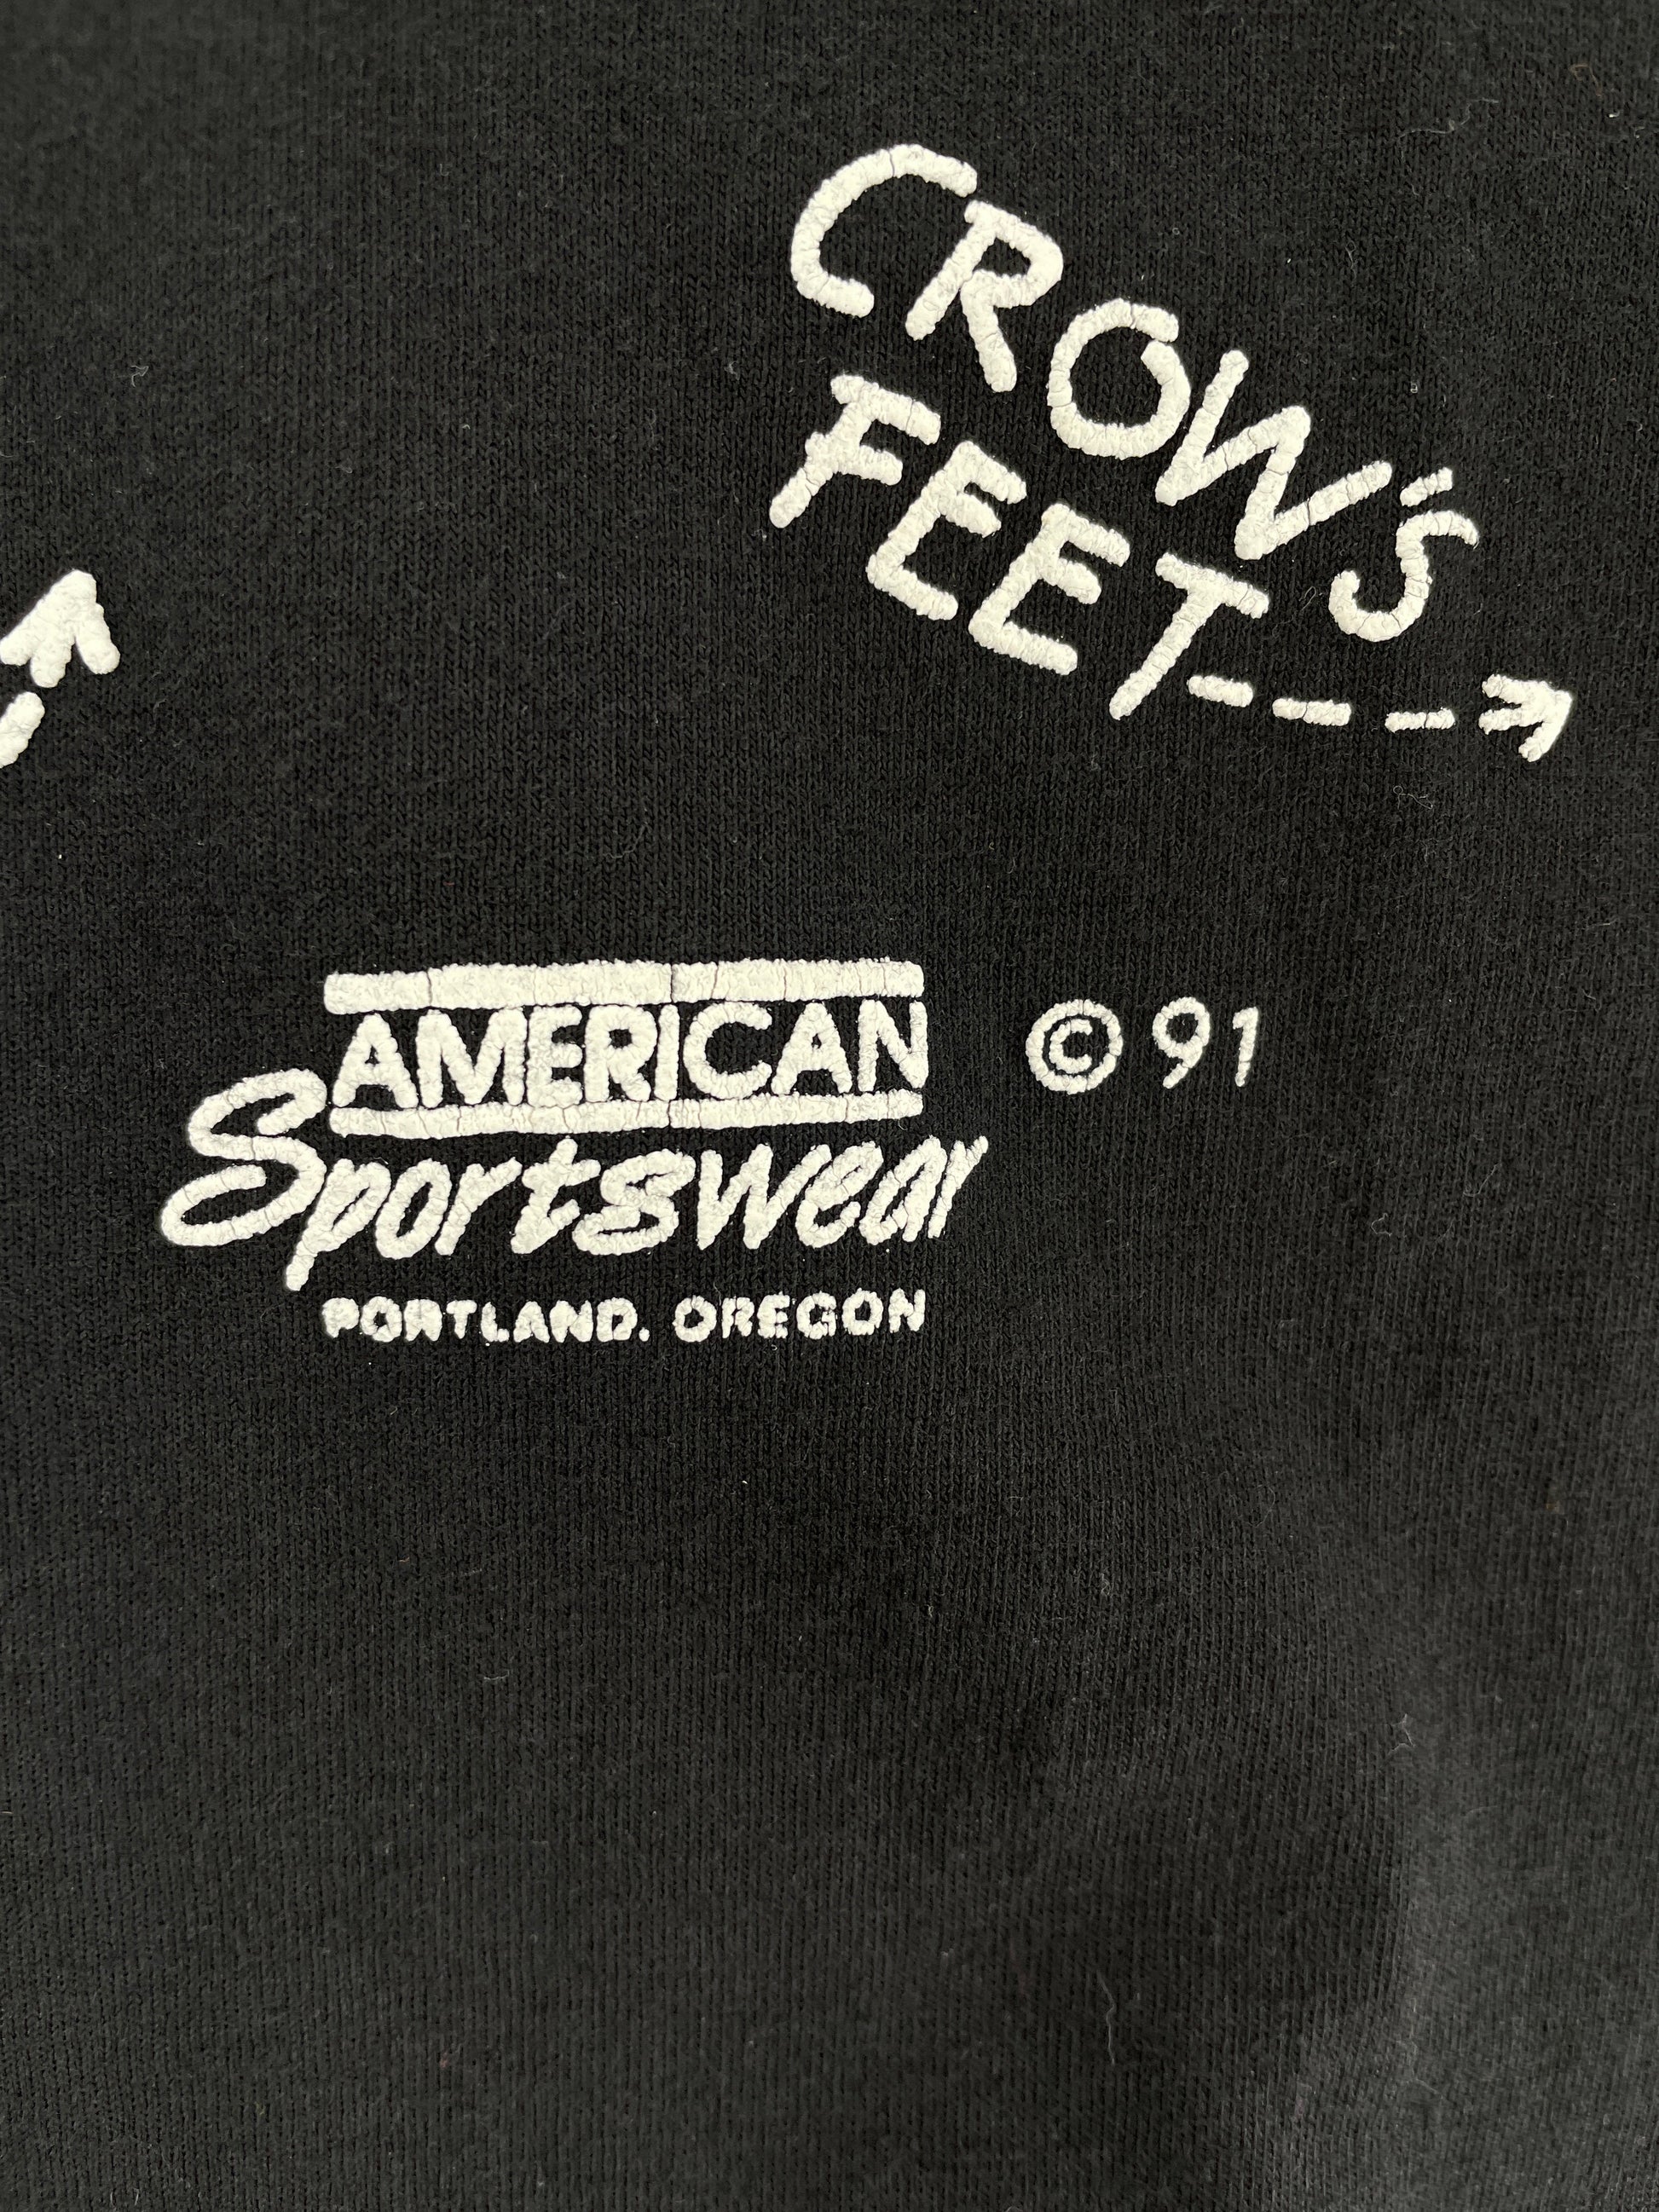 CROW'S
FEET
AMERICAN © 91
Sportswear
PORTLAND. OREGON